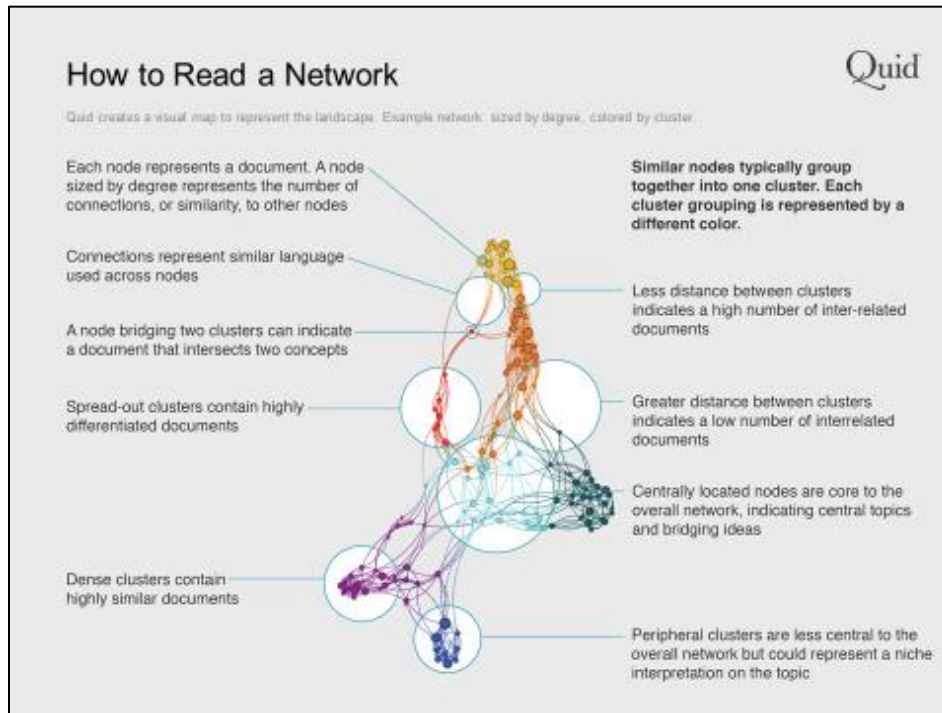 How to Read a Network
Quid
Quid creates a visual map to represent the landscape. Example network: sized by degree, colored by cluster
Each node represents a document. A node
sized by degree represents the number of
connections, or similarity, to other nodes
Connections represent similar language
used across nodes
A node bridging two clusters can indicate
a document that intersects two concepts
Spread-out clusters contain highly
differentiated documents
Dense clusters contain
highly similar documents
Similar nodes typically group
together into one cluster. Each
cluster grouping is represented by a
different color.
Less distance between clusters
indicates a high number of inter-related
documents
Greater distance between clusters
indicates a low number of interrelated
documents
Centrally located nodes are core to the
overall network, indicating central topics
and bridging ideas
Peripheral clusters are less central to the
overall network but could represent a niche
interpretation on the topic